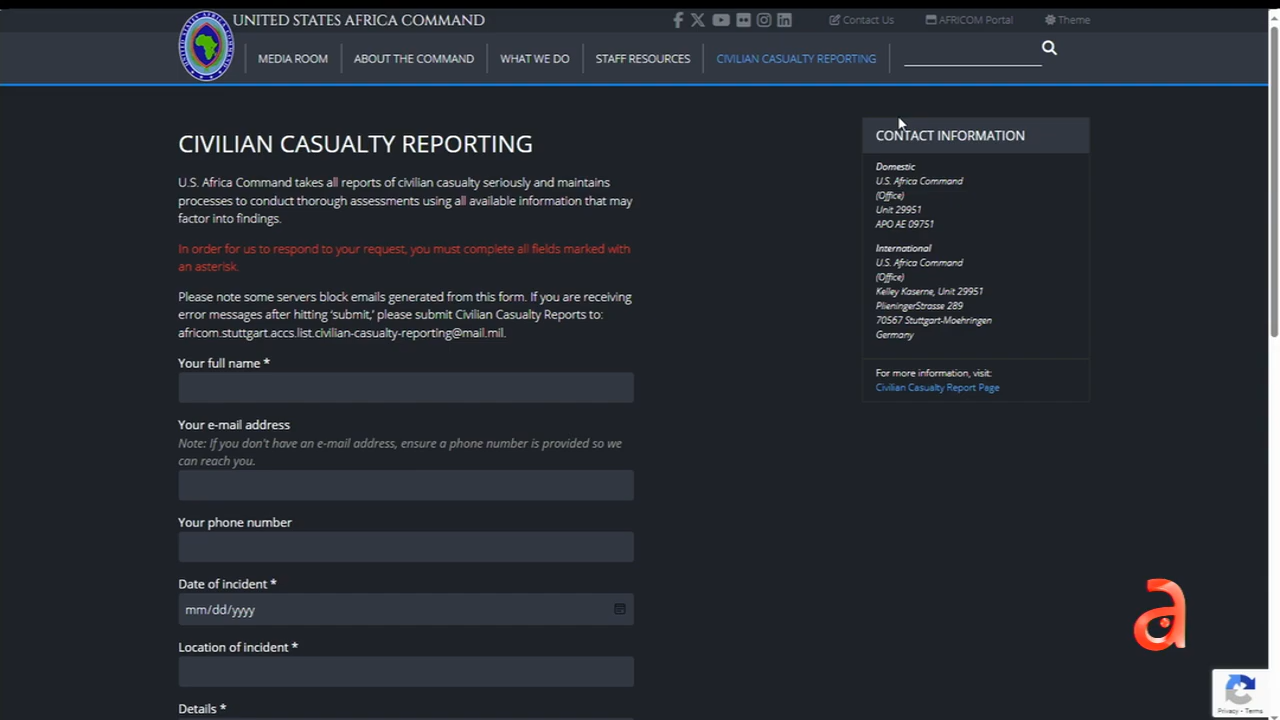 UNITED STATES AFRICA COMMAND
Contact Us
AFRICOM Portal
Theme
MEDIA ROOM
ABOUT THE COMMAND
WHAT WE DO
STAFF RESOURCES
CIVILIAN CASUALTY REPORTING
CIVILIAN CASUALTY REPORTING
U.S. Africa Command takes all reports of civilian casualty seriously and maintains
processes to conduct thorough assessments using all available information that may
factor into findings.
In order for us to respond to your request, you must complete all fields marked with
an asterisk.
Please note some servers block emails generated from this form. If you are receiving
error messages after hitting ‘submit,’ please submit Civilian Casualty Reports to:
africom.stuttgart.accs.list.civilian-casualty-reporting@mail.mil.
Your full name *
Your e-mail address
Note: If you don't have an e-mail address, ensure a phone number is provided so we
can reach you.
Your phone number
Date of incident *
mm/dd/yyyy
Location of incident *
Details *
CONTACT INFORMATION
Domestic
U.S. Africa Command
(Office)
Unit 29951
APO AE 09751
International
U.S. Africa Command
(Office)
Kelley Kaserne, Unit 29951
PlieningerStrasse 289
70567 Stuttgart-Moehringen
Germany
For more information, visit:
Civilian Casualty Report Page
a
Privacy - Terms